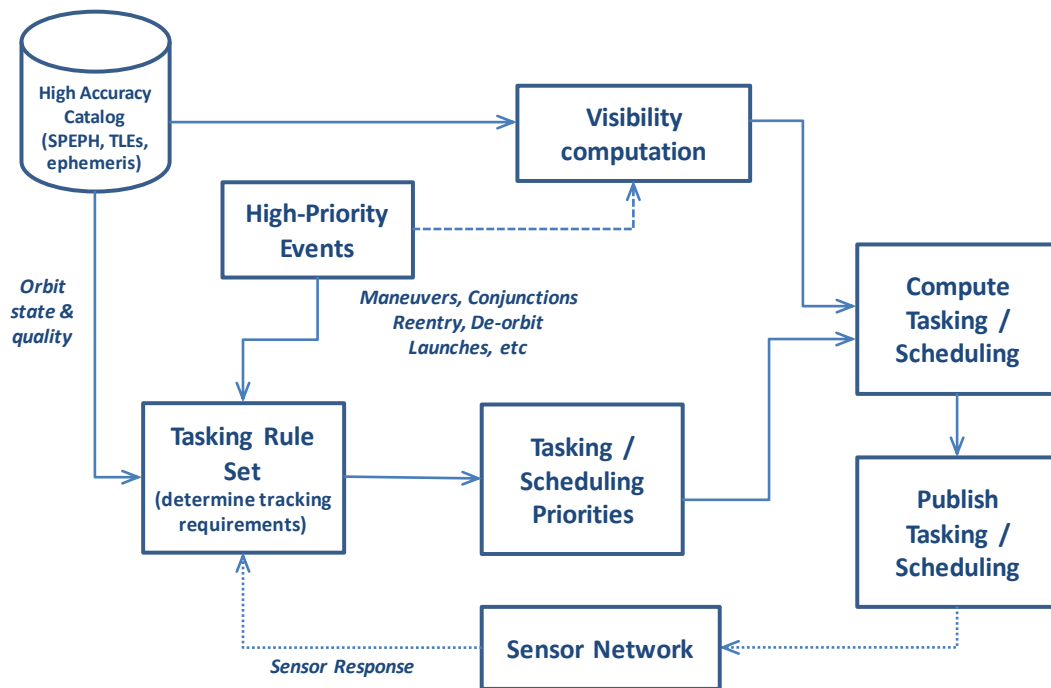 High Accuracy
Catalog
(SPEPH, TLEs,
ephemeris)
Visibility
computation
High-Priority
Events
Orbit
state &
quality
Maneuvers, Conjunctions
Reentry, De-orbit
Launches, etc
Compute
Tasking /
Scheduling
Tasking Rule
Set
(determine tracking
requirements)
Tasking /
Scheduling
Priorities
Publish
Tasking /
Scheduling
Sensor Network
Sensor Response